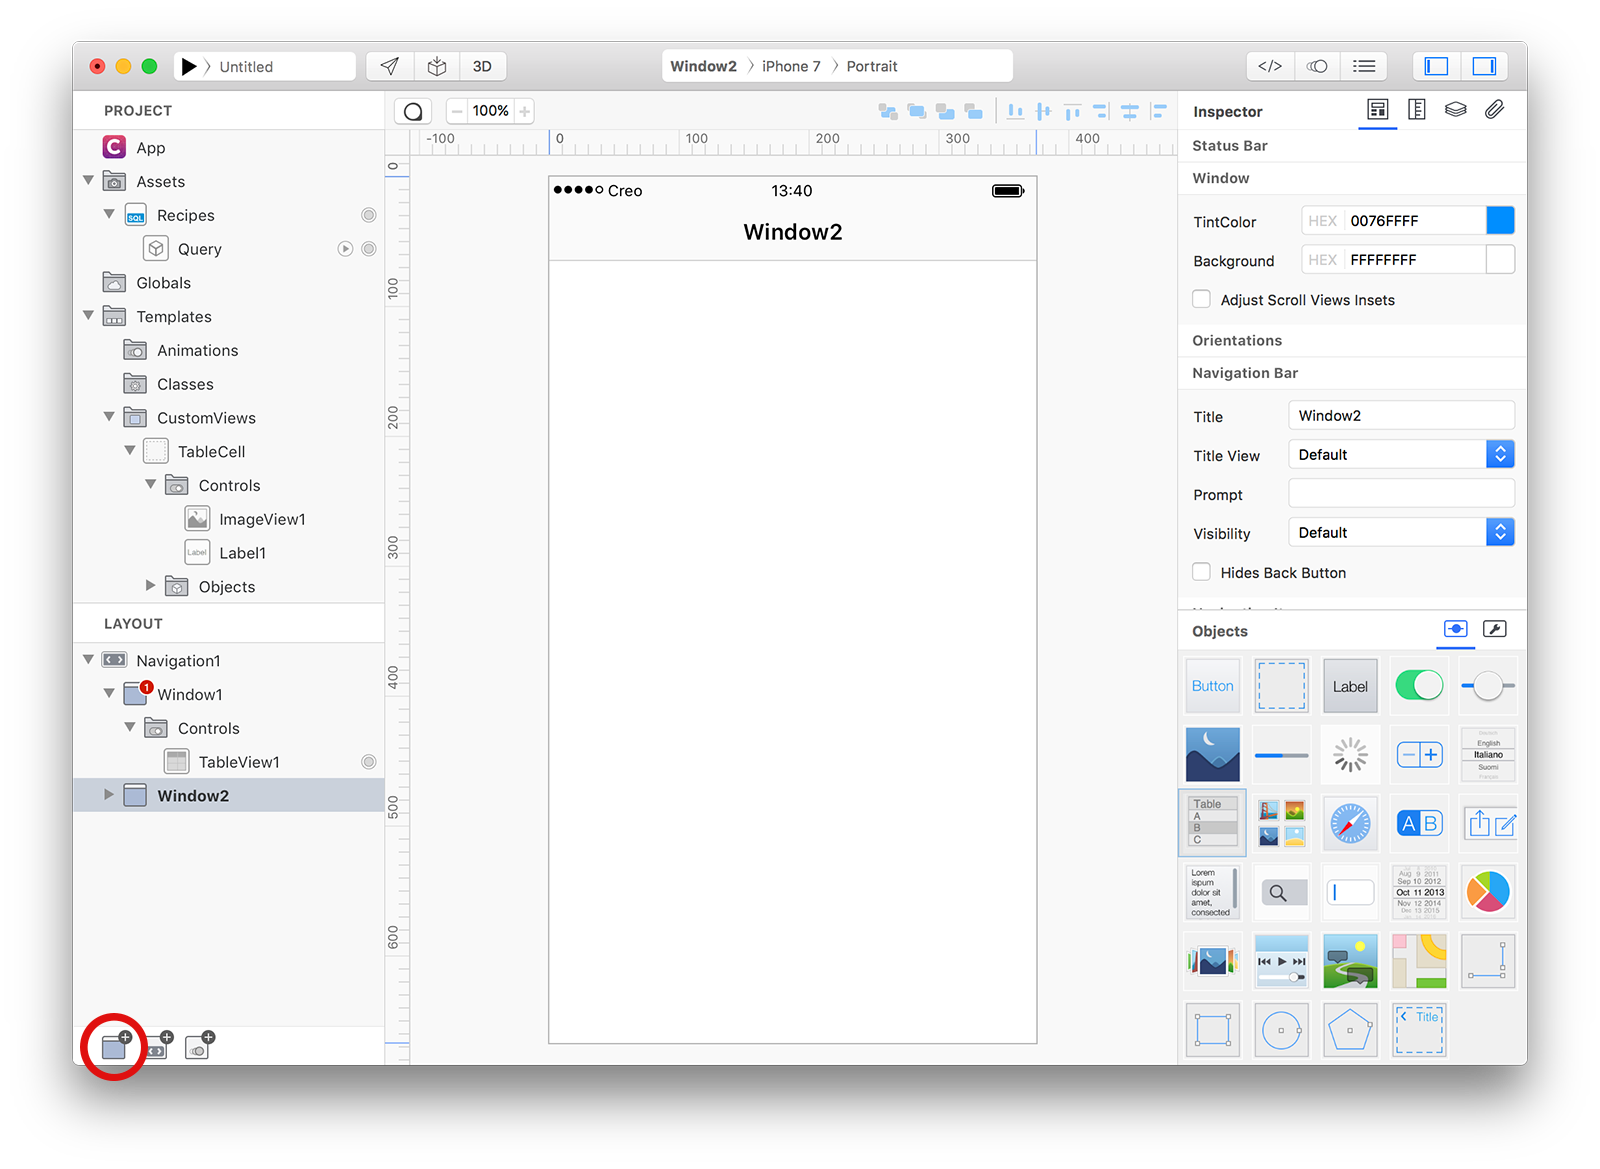 Untitled
3D
Window2 iPhone 7 Portrait
</>
PROJECT
App
Assets
SQL Recipes
Query
Globals
Templates
Animations
Classes
CustomViews
TableCell
Controls
ImageView1
Label Label1
Objects
LAYOUT
Navigation1
1 Window1
Controls
TableView1
Window2
100%
-100 0 100 200 300 400
0
100
200
300
400
500
600
Creo 13:40
Window2
Inspector
Status Bar
Window
TintColor HEX 0076FFFF
Background HEX FFFFFFFF
Adjust Scroll Views Insets
Orientations
Navigation Bar
Title Window2
Title View Default
Prompt
Visibility Default
Hides Back Button
Objects
Button
Label
English
Italiano
Suomi
Table
A
B
C
A B
Lorem
ispum
dolor sit
amet,
consected
Aug 9 2011
Sep 10 2012
Oct 11 2013
Nov 12 2014
Dec 13 2015
Title